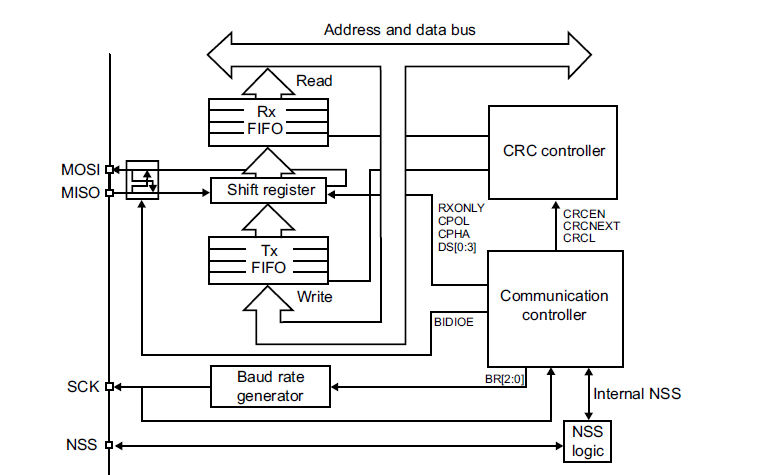 Address and data bus
Read
Rx
FIFO
CRC controller
MOSI
MISO
Shift register
RXONLY
CPOL
CPHA
DS[0:3]
CRCEN
CRCNEXT
CRCL
Tx
FIFO
Write
Communication
controller
BIDIOE
SCK
Baud rate
generator
BR[2:0]
Internal NSS
NSS
NSS
logic